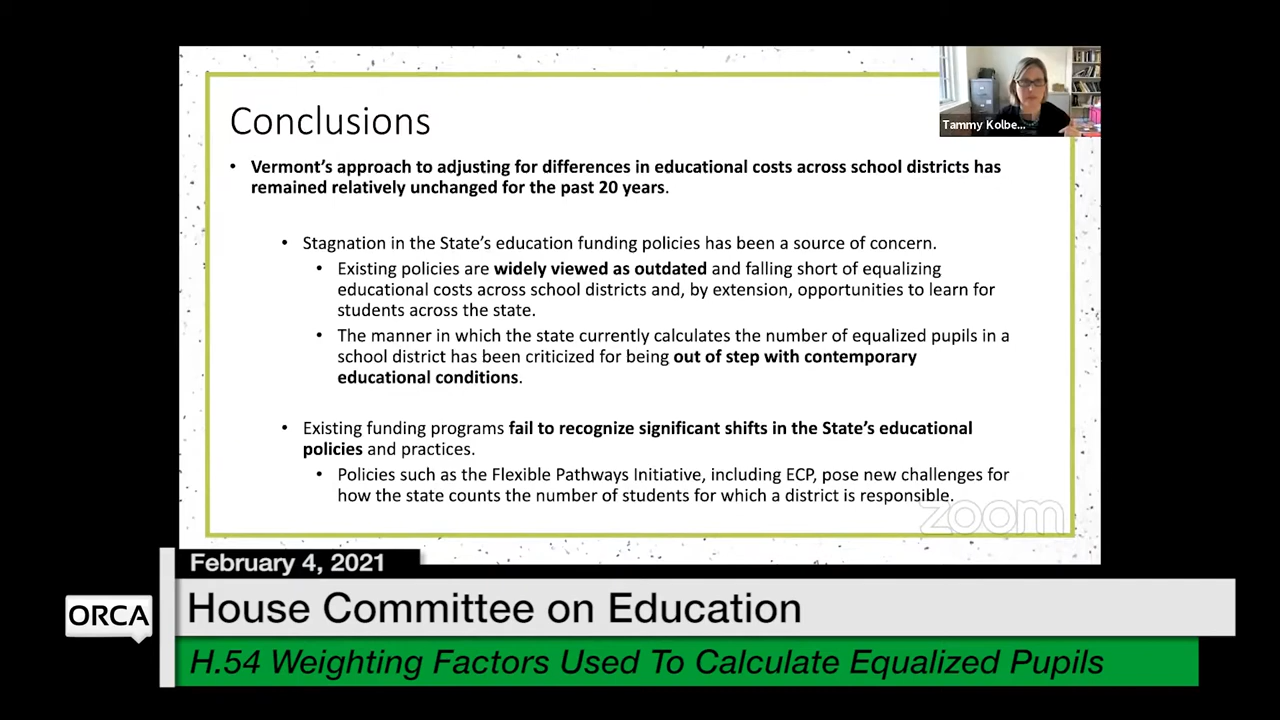 Conclusions
Tammy Kolbe...
• Vermont's approach to adjusting for differences in educational costs across school districts has
remained relatively unchanged for the past 20 years.
• Stagnation in the State's education funding policies has been a source of concern.
• Existing policies are widely viewed as outdated and falling short of equalizing
educational costs across school districts and, by extension, opportunities to learn for
students across the state.
• The manner in which the state currently calculates the number of equalized pupils in a
school district has been criticized for being out of step with contemporary
educational conditions.
• Existing funding programs fail to recognize significant shifts in the State's educational
policies and practices.
• Policies such as the Flexible Pathways Initiative, including ECP, pose new challenges for
how the state counts the number of students for which a district is responsible.
zoom
February 4, 2021
ORCA
House Committee on Education
H.54 Weighting Factors Used To Calculate Equalized Pupils